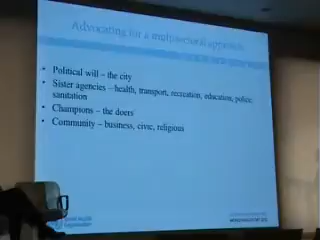 Advocating for a multisectoral approach
• Political will – the city
• Sister agencies – health, transport, recreation, education, police,
sanitation
• Champions – the doers
• Community – business, civic, religious